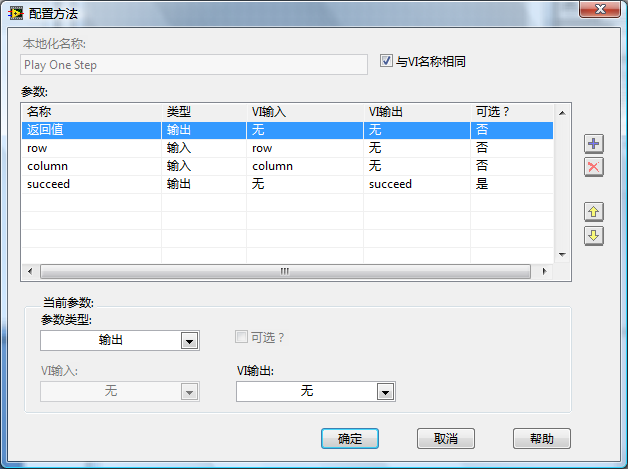 配置方法
本地化名称:
Play One Step
与VI名称相同
参数:
名称 类型 VI输入 VI输出 可选？
返回值 输出 无 无 否
row 输入 row 无 否
column 输入 column 无 否
succeed 输出 无 succeed 是
当前参数:
参数类型:
输出 可选？
VI输入: VI输出:
无 无
确定 取消 帮助